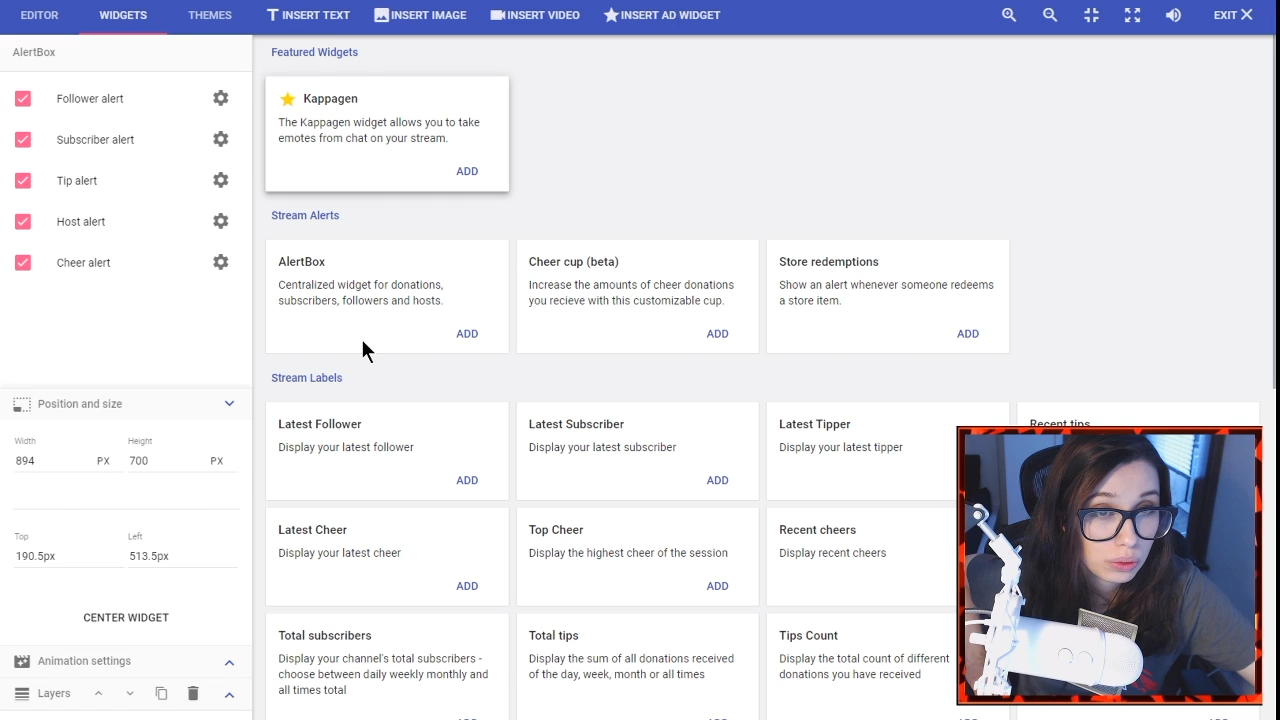 EDITOR
WIDGETS
THEMES
INSERT TEXT
INSERT IMAGE
INSERT VIDEO
INSERT AD WIDGET
EXIT
AlertBox
Follower alert
Subscriber alert
Tip alert
Host alert
Cheer alert
Position and size
Width
Height
894 PX
700 PX
Top
Left
190.5px
513.5px
CENTER WIDGET
Animation settings
Layers
Featured Widgets
Kappagen
The Kappagen widget allows you to take
emotes from chat on your stream.
ADD
Stream Alerts
AlertBox
Centralized widget for donations,
subscribers, followers and hosts.
ADD
Cheer cup (beta)
Increase the amounts of cheer donations
you recieve with this customizable cup.
ADD
Store redemptions
Show an alert whenever someone redeems
a store item.
ADD
Stream Labels
Latest Follower
Display your latest follower
ADD
Latest Subscriber
Display your latest subscriber
ADD
Latest Tipper
Display your latest tipper
Recent tips
Latest Cheer
Display your latest cheer
ADD
Top Cheer
Display the highest cheer of the session
ADD
Recent cheers
Display recent cheers
Total subscribers
Display your channel's total subscribers -
choose between daily weekly monthly and
all times total
Total tips
Display the sum of all donations received
of the day, week, month or all times
Tips Count
Display the total count of different
donations you have received